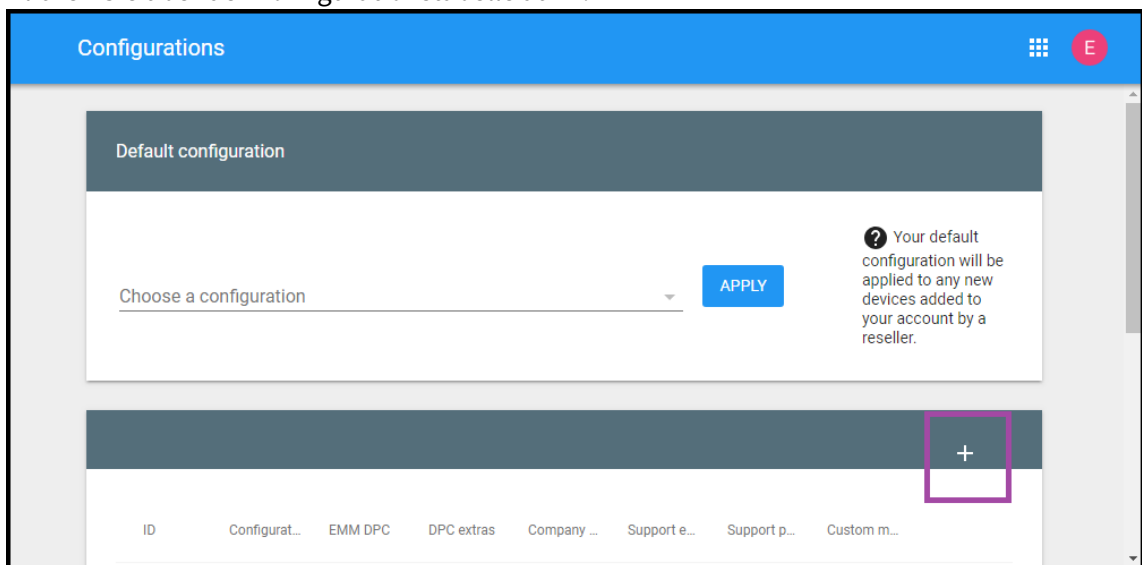 Configurations
E
Default configuration
Your default
configuration will be
applied to any new
devices added to
your account by a
reseller.
Choose a configuration
APPLY
+
ID Configurat... EMM DPC DPC extras Company ... Support e... Support p... Custom m...